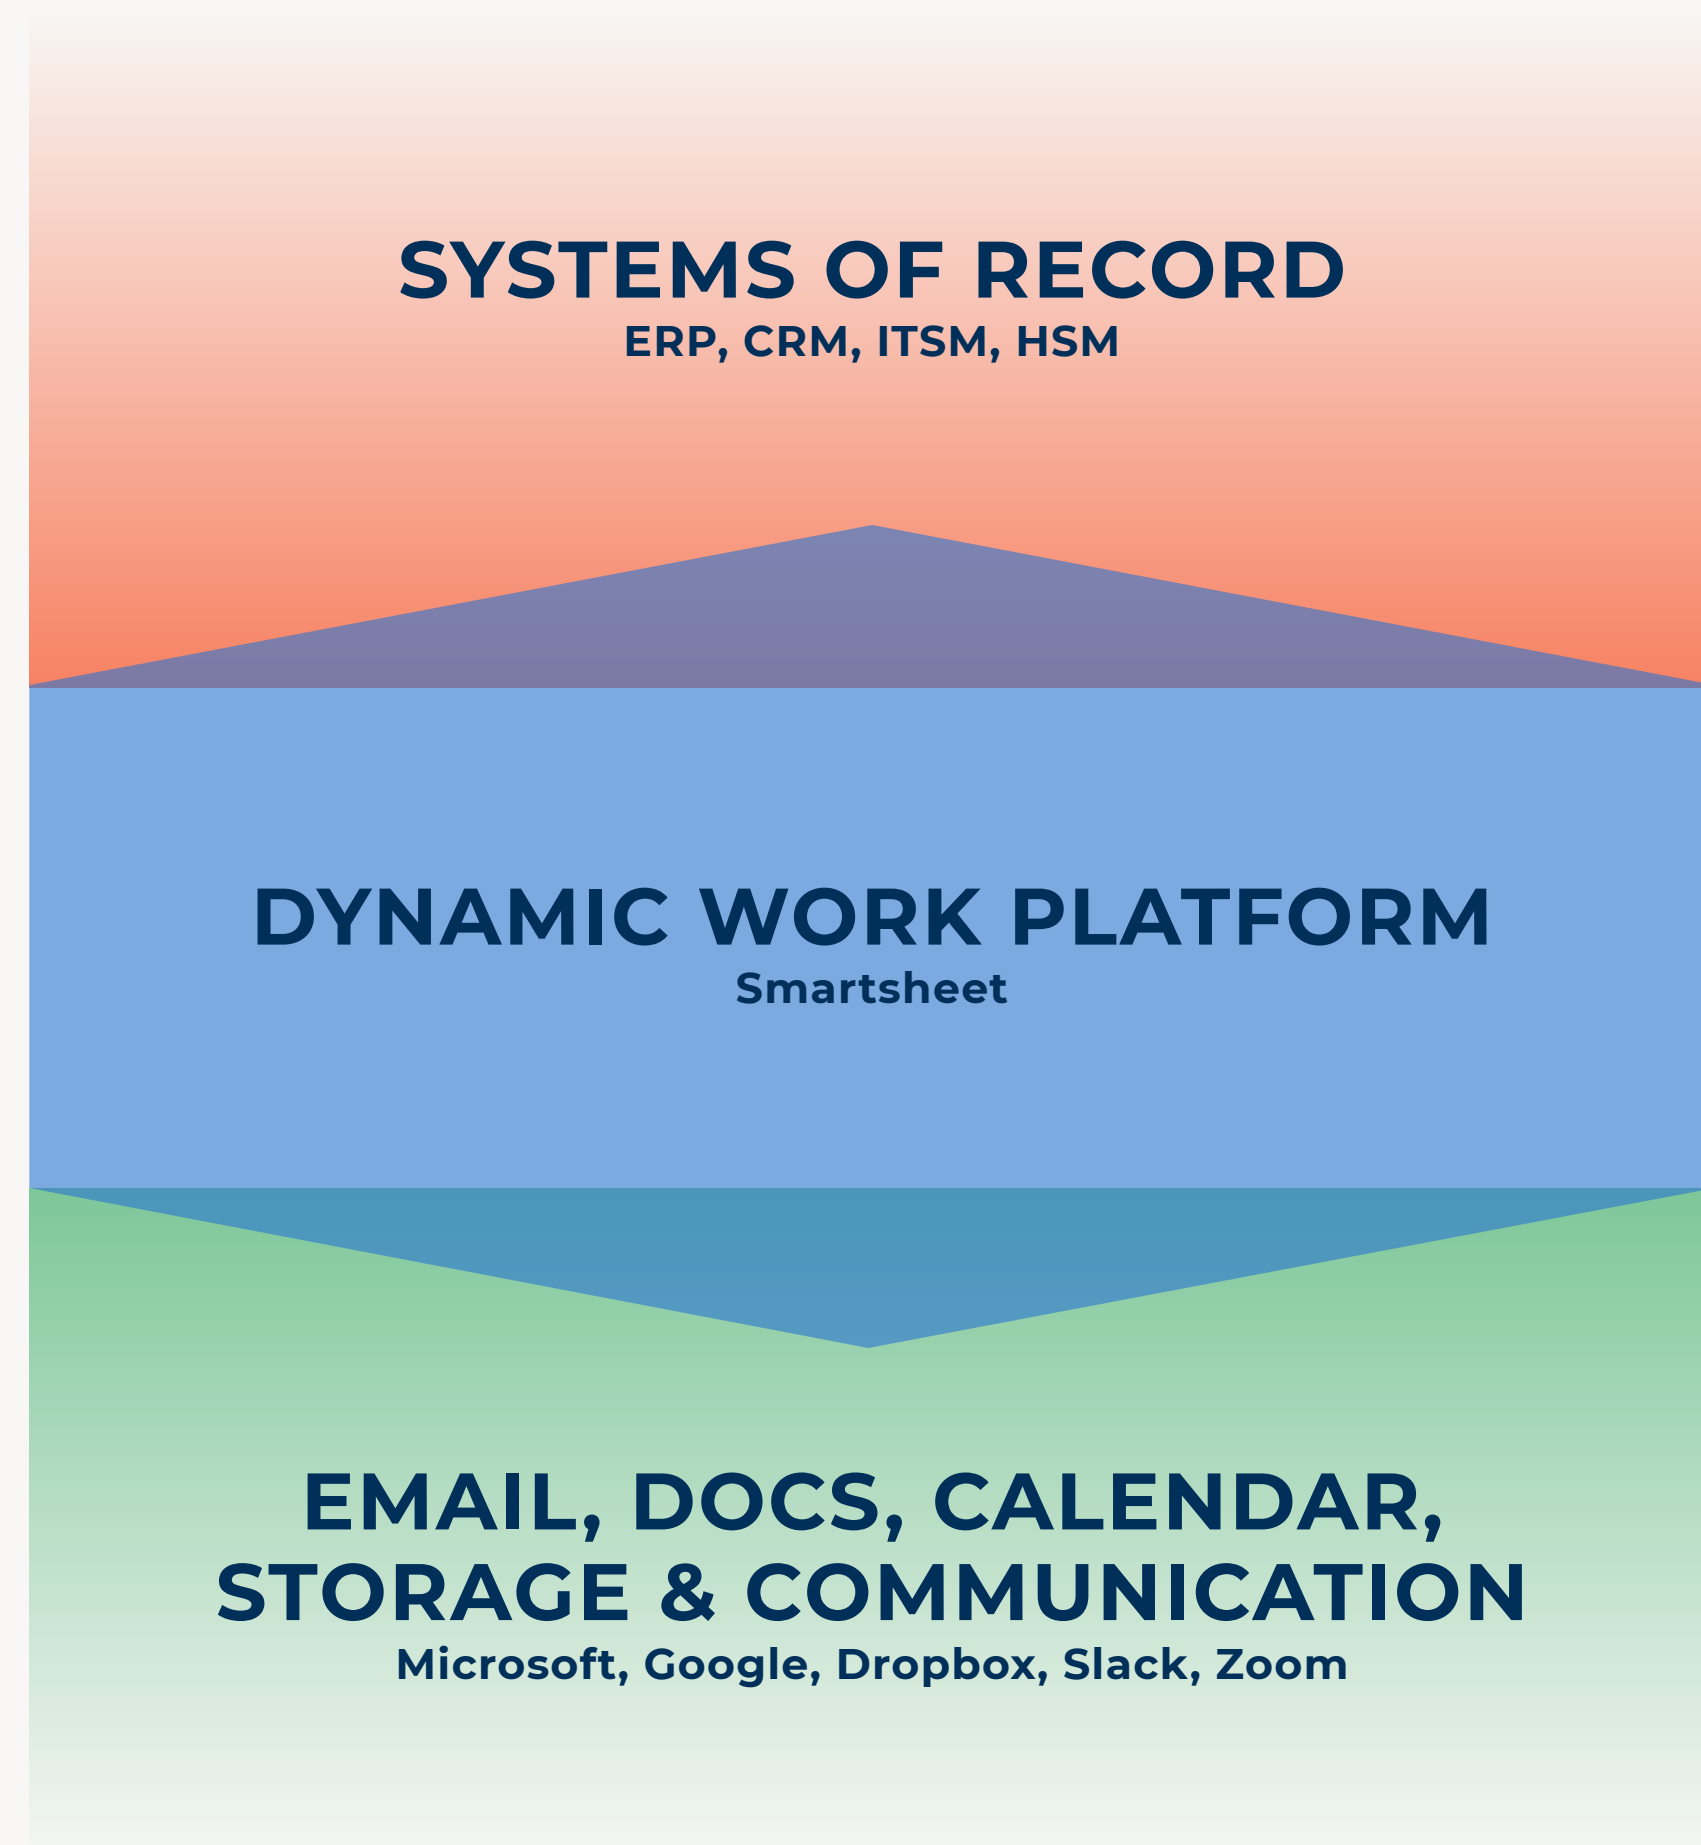 SYSTEMS OF RECORD
ERP, CRM, ITSM, HSM
DYNAMIC WORK PLATFORM
Smartsheet
EMAIL, DOCS, CALENDAR,
STORAGE & COMMUNICATION
Microsoft, Google, Dropbox, Slack, Zoom